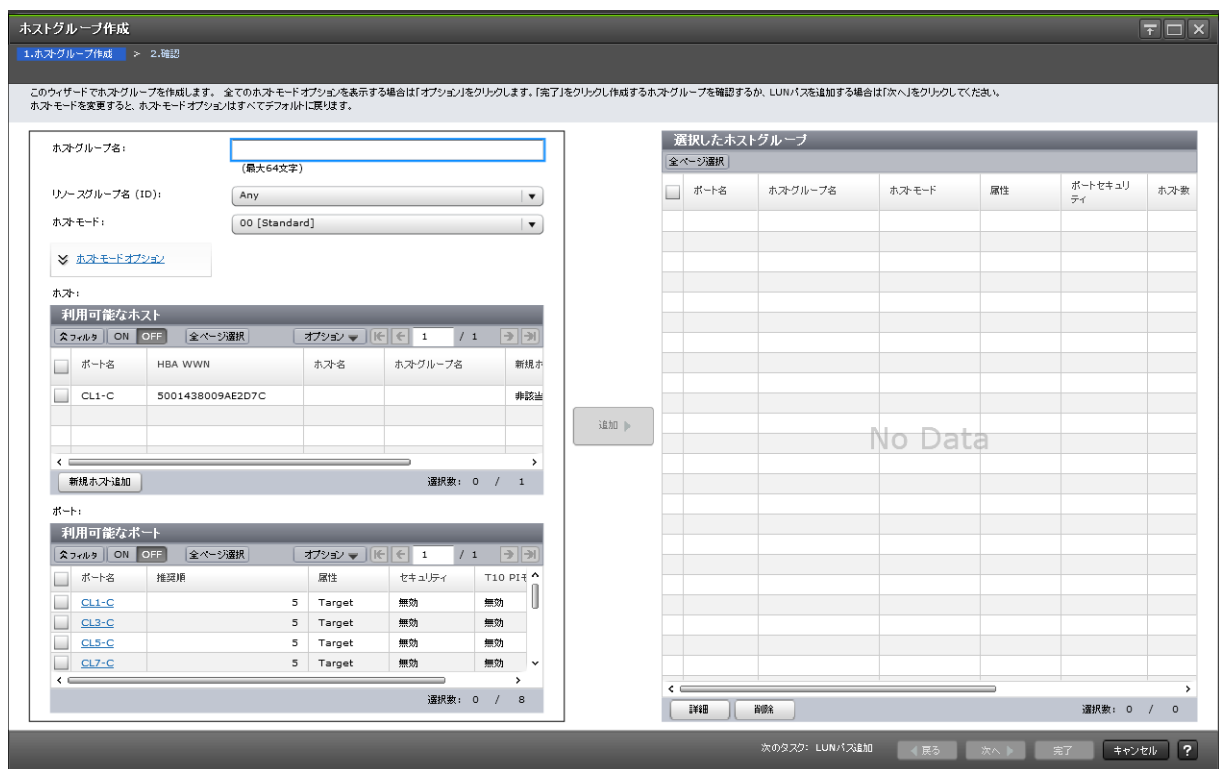 ホストグループ作成
1.ホストグループ作成 > 2.確認
このウィザードでホストグループを作成します。 全てのホストモードオプションを表示する場合は「オプション」をクリックします。「完了」をクリックし作成するホストグループを確認するか、LUNパスを追加する場合は「次へ」をクリックしてください。
ホストモードを変更すると、ホストモードオプションはすべてデフォルトに戻ります。
ホストグループ名:
(最大64文字)
リソースグループ名 (ID): Any
ホストモード: 00 [Standard]
ホストモードオプション
ホスト:
利用可能なホスト
フィルタ ON OFF 全ページ選択 オプション 1 / 1
ポート名 HBA WWN ホスト名 ホストグループ名 新規ホ
CL1-C 5001438009AE2D7C 非該当
新規ホスト追加 選択数: 0 / 1
ポート:
利用可能なポート
フィルタ ON OFF 全ページ選択 オプション 1 / 1
ポート名 推奨順 属性 セキュリティ T10 PIモ
CL1-C 5 Target 無効 無効
CL3-C 5 Target 無効 無効
CL5-C 5 Target 無効 無効
CL7-C 5 Target 無効 無効
選択数: 0 / 8
追加
選択したホストグループ
全ページ選択
ポート名 ホストグループ名 ホストモード 属性 ポートセキュリティ ホスト数
No Data
詳細 削除 選択数: 0 / 0
次のタスク: LUNパス追加 戻る 次へ 完了 キャンセル ?